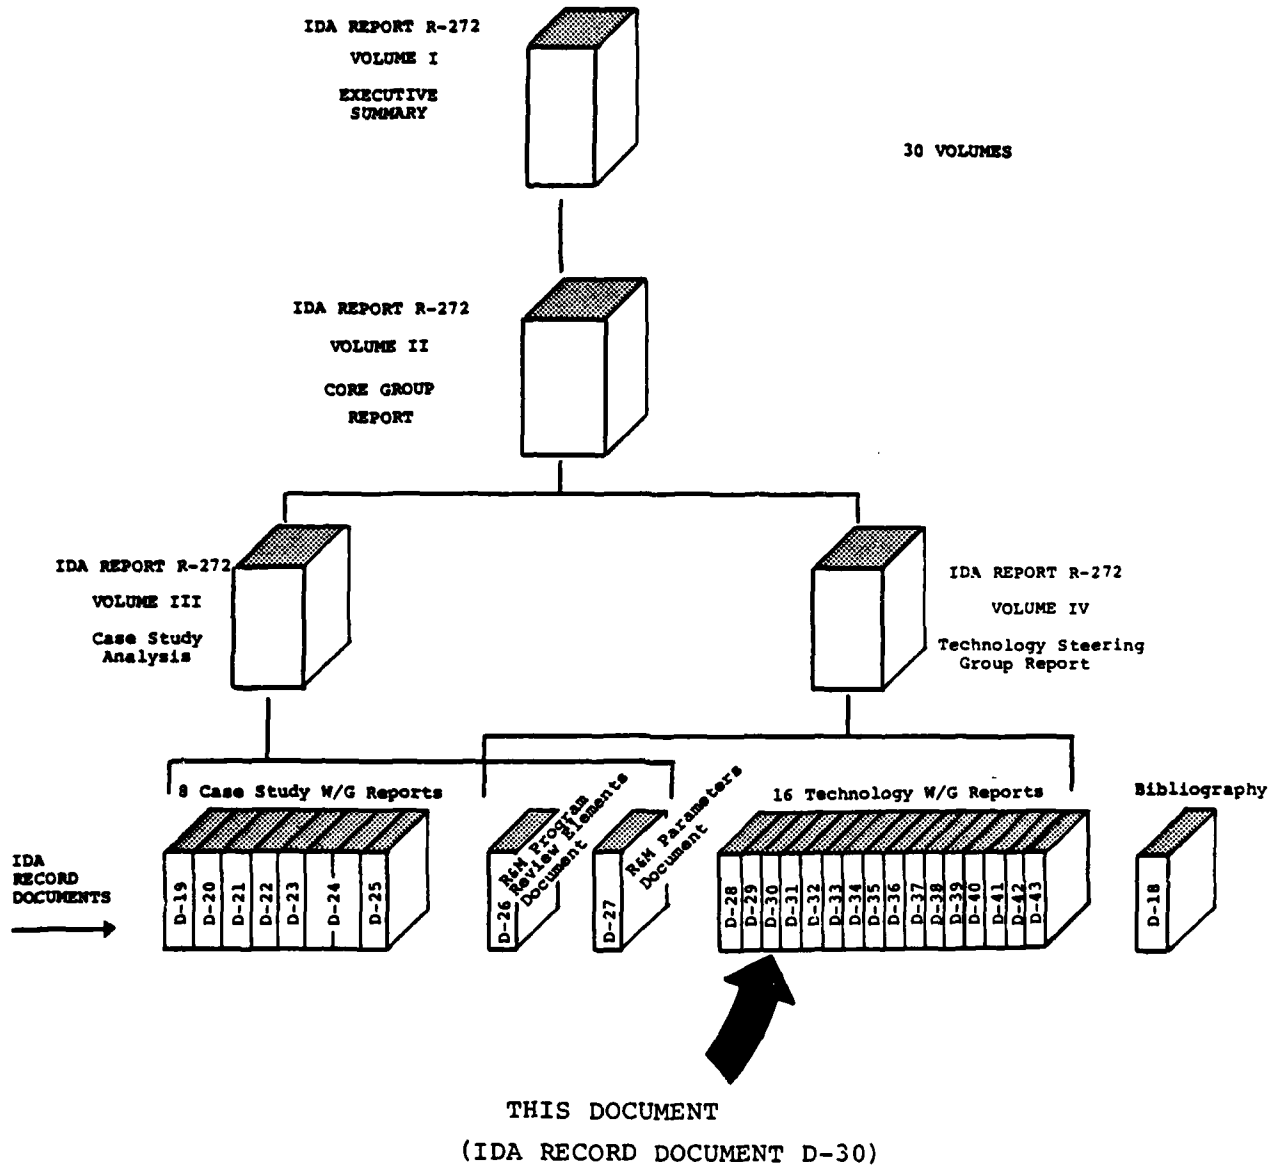 IDA REPORT R-272
VOLUME I
EXECUTIVE
SUMMARY
30 VOLUMES
IDA REPORT R-272
VOLUME II
CORE GROUP
REPORT
IDA REPORT R-272
VOLUME III
Case Study
Analysis
IDA REPORT R-272
VOLUME IV
Technology Steering
Group Report
8 Case Study W/G Reports
R&M Program
Review Elements
Document
R&M Parameters
Document
16 Technology W/G Reports
Bibliography
IDA
RECORD
DOCUMENTS
D-19
D-20
D-21
D-22
D-23
D-24
D-25
D-26
D-27
D-28
D-29
D-30
D-31
D-32
D-33
D-34
D-35
D-36
D-37
D-38
D-39
D-40
D-41
D-42
D-43
D-18
THIS DOCUMENT
(IDA RECORD DOCUMENT D-30)